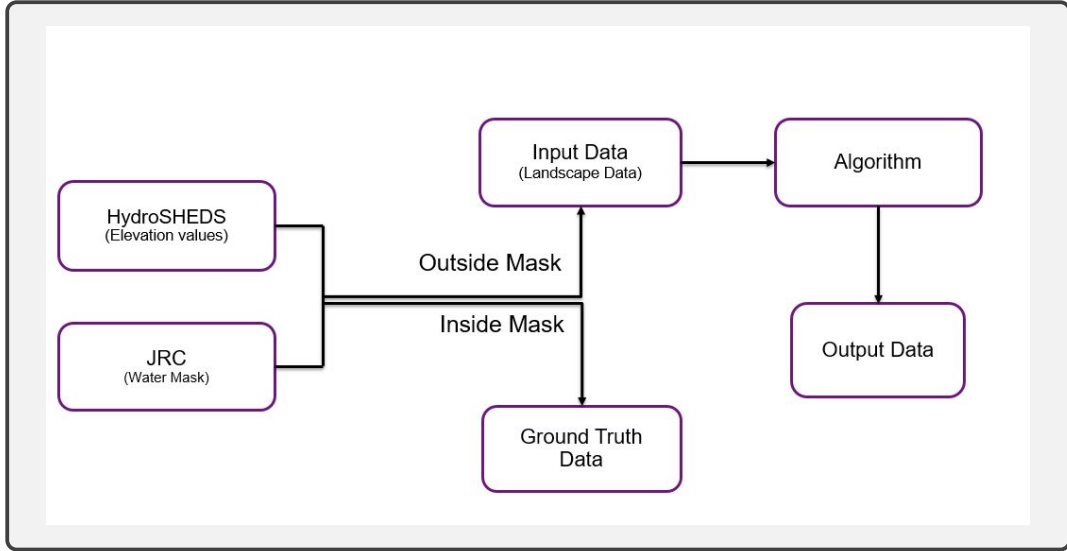 Input Data
(Landscape Data)
Algorithm
HydroSHEDS
(Elevation values)
Outside Mask
Inside Mask
JRC
(Water Mask)
Output Data
Ground Truth
Data